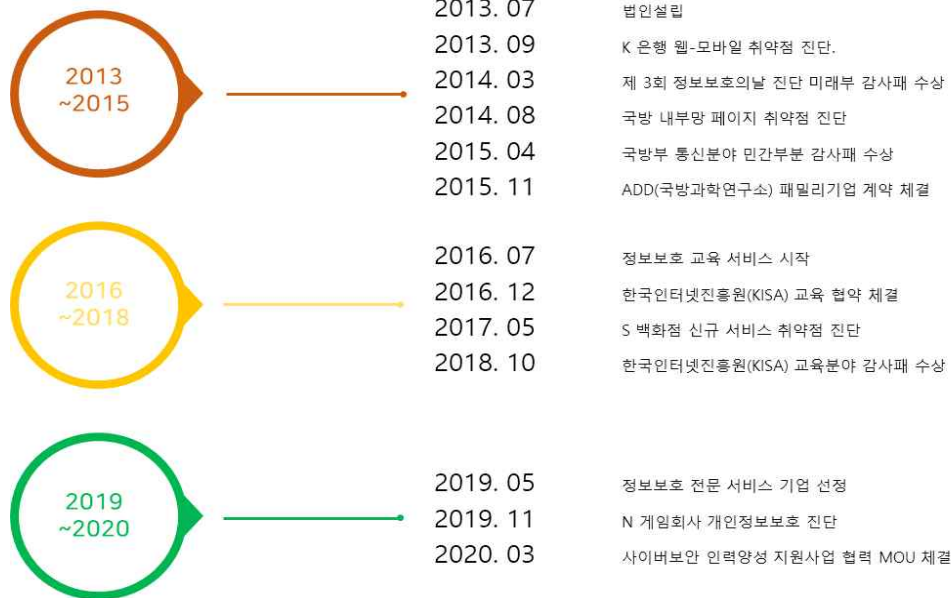 2013
~2015
2013. 07 법인설립
2013. 09 K 은행 웹-모바일 취약점 진단.
2014. 03 제 3회 정보보호의날 진단 미래부 감사패 수상
2014. 08 국방 내부망 페이지 취약점 진단
2015. 04 국방부 통신분야 민간부분 감사패 수상
2015. 11 ADD(국방과학연구소) 패밀리기업 계약 체결
2016
~2018
2016. 07 정보보호 교육 서비스 시작
2016. 12 한국인터넷진흥원(KISA) 교육 협약 체결
2017. 05 S 백화점 신규 서비스 취약점 진단
2018. 10 한국인터넷진흥원(KISA) 교육분야 감사패 수상
2019
~2020
2019. 05 정보보호 전문 서비스 기업 선정
2019. 11 N 게임회사 개인정보보호 진단
2020. 03 사이버보안 인력양성 지원사업 협력 MOU 체결